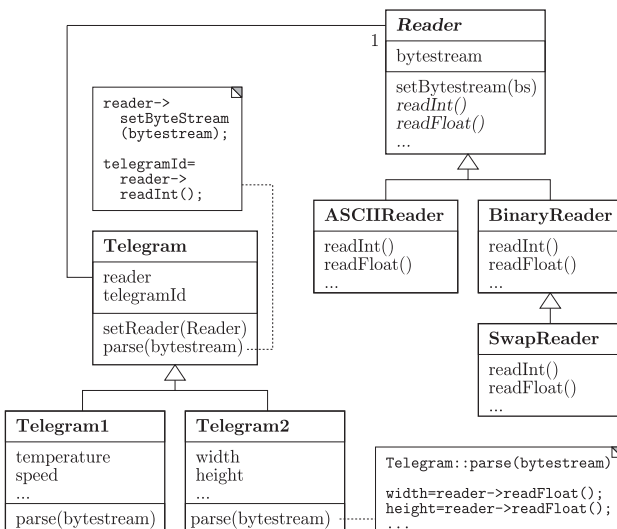 Reader
1
bytestream
setBytestream(bs)
readInt()
readFloat()
...
reader->
setByteStream
(bytestream);
telegramId=
reader->
readInt();
ASCIIReader
readInt()
readFloat()
...
BinaryReader
readInt()
readFloat()
...
Telegram
reader
telegramId
setReader(Reader)
parse(bytestream)
SwapReader
readInt()
readFloat()
...
Telegram1
temperature
speed
...
parse(bytestream)
Telegram2
width
height
...
parse(bytestream)
Telegram::parse(bytestream)
width=reader->readFloat();
height=reader->readFloat();
...